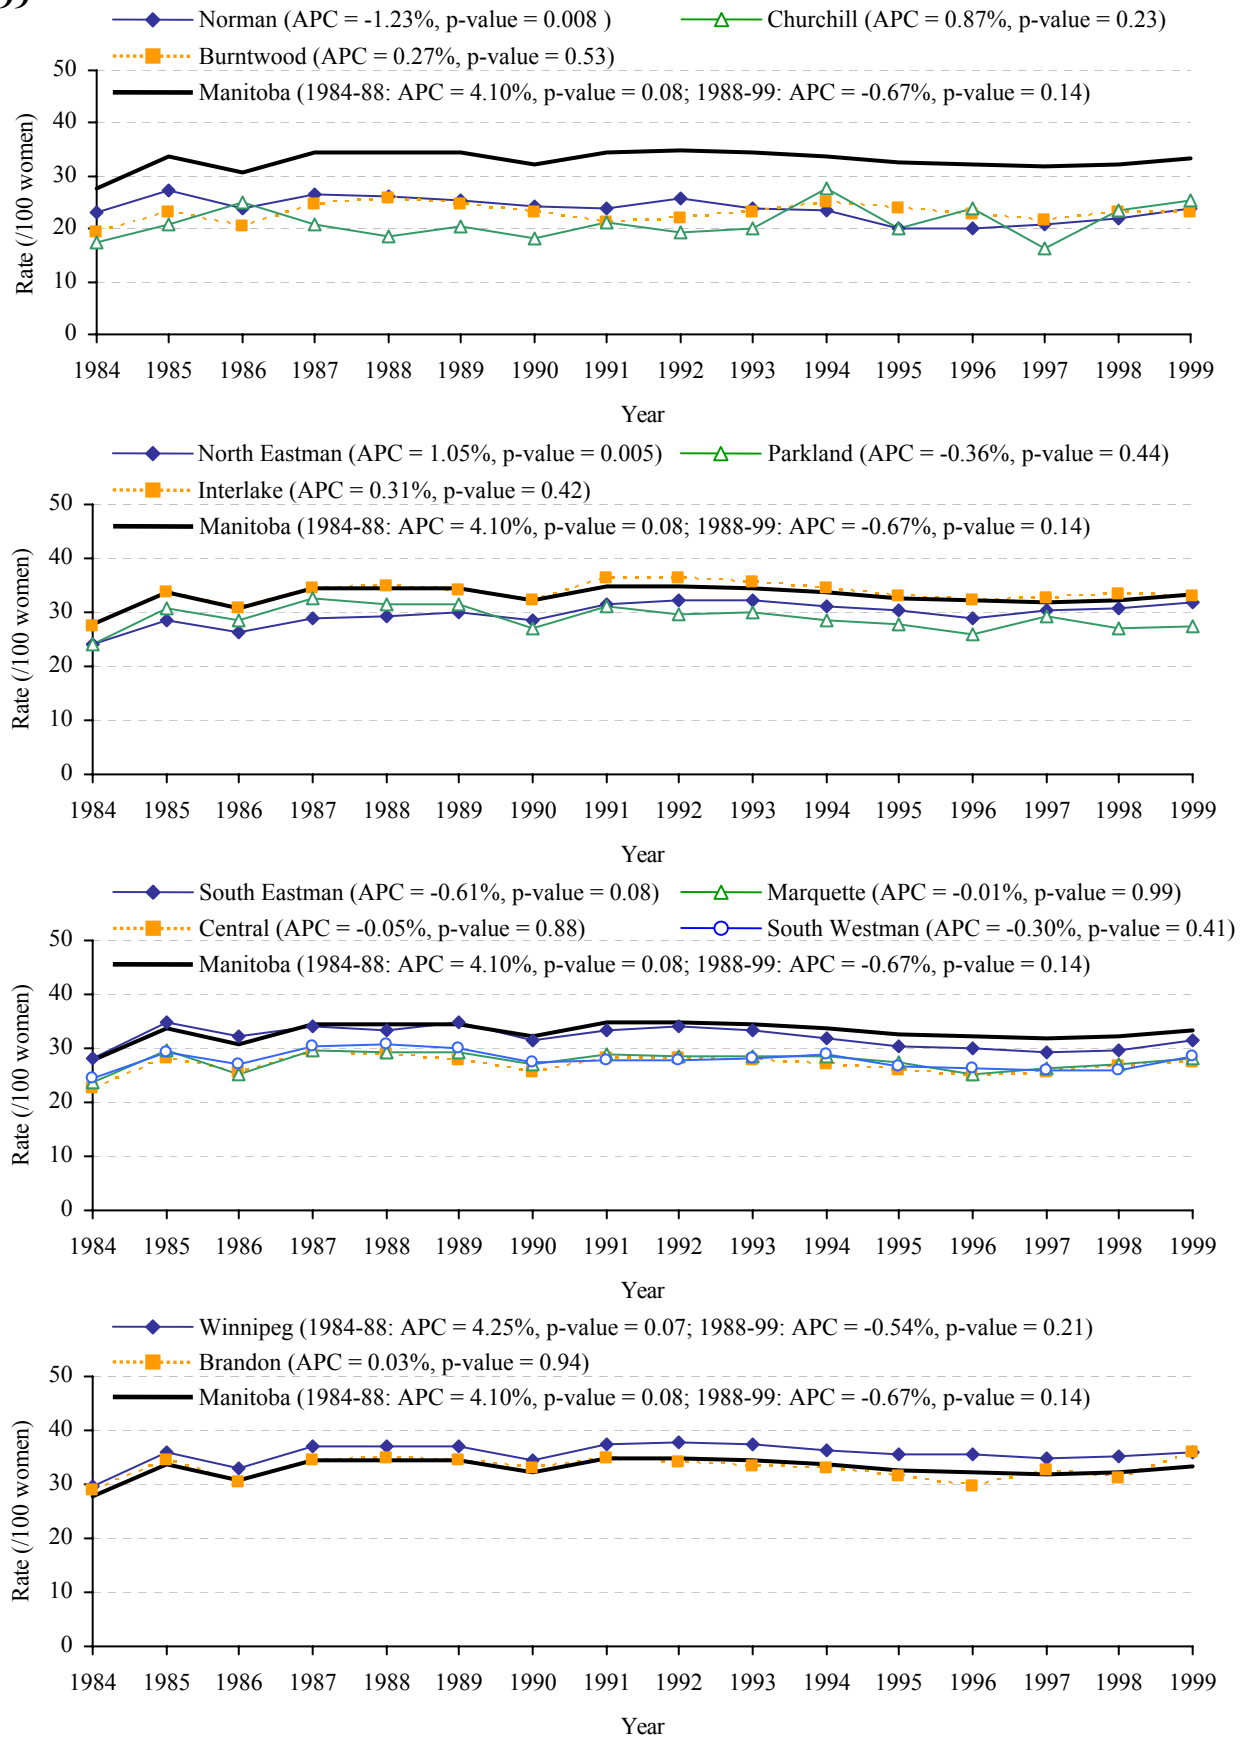 Norman (APC = -1.23%, p-value = 0.008 ) Churchill (APC = 0.87%, p-value = 0.23)
Burntwood (APC = 0.27%, p-value = 0.53)
Manitoba (1984-88: APC = 4.10%, p-value = 0.08; 1988-99: APC = -0.67%, p-value = 0.14)
Rate (/100 women)
50
40
30
20
10
0
1984 1985 1986 1987 1988 1989 1990 1991 1992 1993 1994 1995 1996 1997 1998 1999
Year
North Eastman (APC = 1.05%, p-value = 0.005) Parkland (APC = -0.36%, p-value = 0.44)
Interlake (APC = 0.31%, p-value = 0.42)
Manitoba (1984-88: APC = 4.10%, p-value = 0.08; 1988-99: APC = -0.67%, p-value = 0.14)
Rate (/100 women)
50
40
30
20
10
0
1984 1985 1986 1987 1988 1989 1990 1991 1992 1993 1994 1995 1996 1997 1998 1999
Year
South Eastman (APC = -0.61%, p-value = 0.08) Marquette (APC = -0.01%, p-value = 0.99)
Central (APC = -0.05%, p-value = 0.88) South Westman (APC = -0.30%, p-value = 0.41)
Manitoba (1984-88: APC = 4.10%, p-value = 0.08; 1988-99: APC = -0.67%, p-value = 0.14)
Rate (/100 women)
50
40
30
20
10
0
1984 1985 1986 1987 1988 1989 1990 1991 1992 1993 1994 1995 1996 1997 1998 1999
Year
Winnipeg (1984-88: APC = 4.25%, p-value = 0.07; 1988-99: APC = -0.54%, p-value = 0.21)
Brandon (APC = 0.03%, p-value = 0.94)
Manitoba (1984-88: APC = 4.10%, p-value = 0.08; 1988-99: APC = -0.67%, p-value = 0.14)
Rate (/100 women)
50
40
30
20
10
0
1984 1985 1986 1987 1988 1989 1990 1991 1992 1993 1994 1995 1996 1997 1998 1999
Year